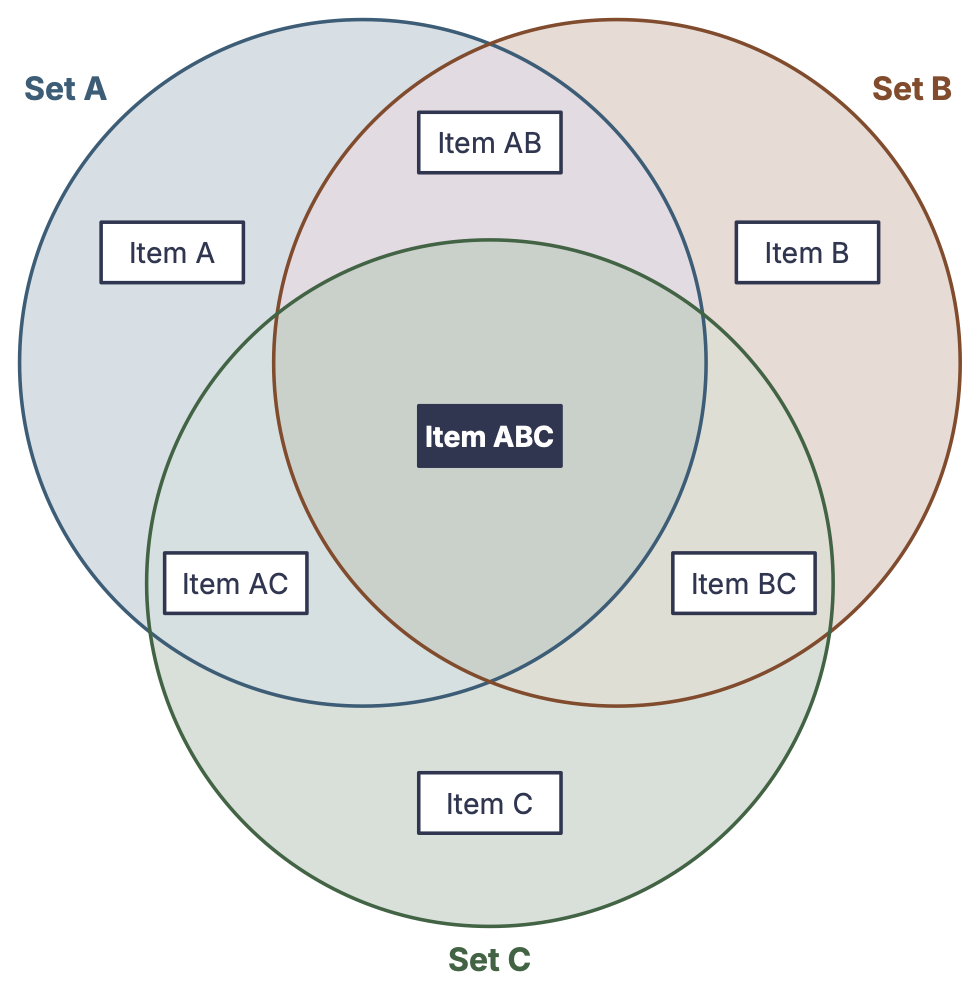 Set A
Set B
Item AB
Item A
Item B
Item ABC
Item AC
Item BC
Item C
Set C